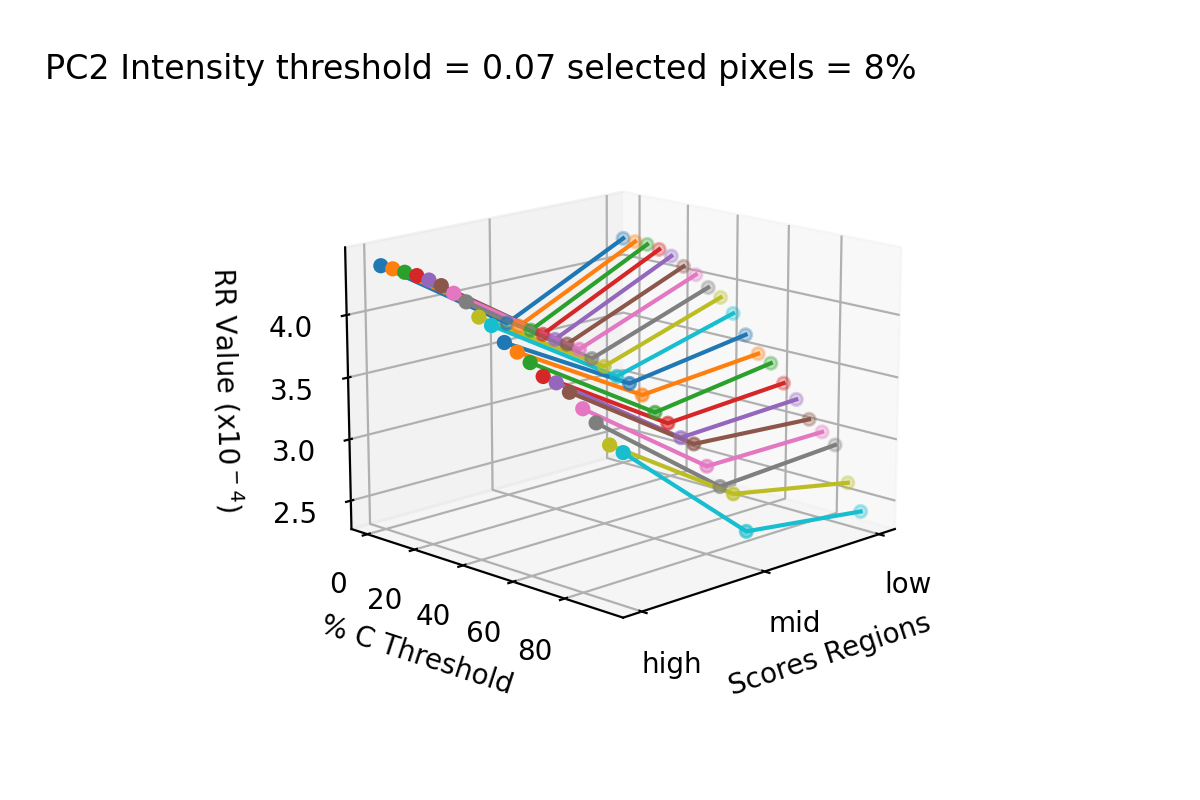 PC2 Intensity threshold = 0.07 selected pixels = 8%
RR Value (x10⁻⁴)
4.0
3.5
3.0
2.5
0
20
40
60
80
% C Threshold
high
mid
low
Scores Regions